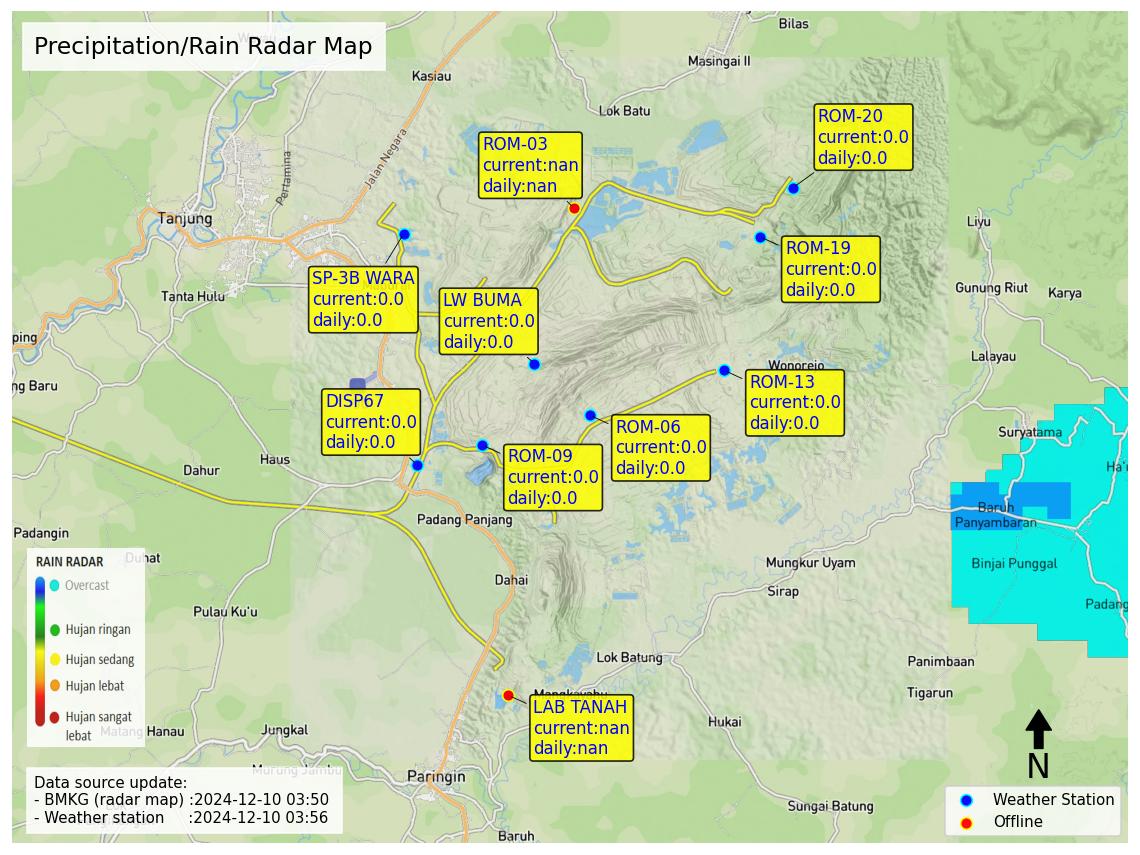 Precipitation/Rain Radar Map
Bilas
Masingai II
Kasiau
Lok Batu
Jalan Negara
Pertamina
Tanjung
Tanta Hulu
ROM-20
current:0.0
daily:0.0
ROM-03
current:nan
daily:nan
ROM-19
current:0.0
daily:0.0
SP-3B WARA
current:0.0
daily:0.0
LW BUMA
current:0.0
daily:0.0
Liyu
Gunung Riut
Karya
Lalayau
Wonorejo
ping
ng Baru
ROM-13
current:0.0
daily:0.0
DISP67
current:0.0
daily:0.0
ROM-06
current:0.0
daily:0.0
ROM-09
current:0.0
daily:0.0
Suryatama
Haus
Dahur
Baruh
Panyambaran
Padang Panjang
Padangin
Binjai Punggal
Mungkur Uyam
Dahai
Sirap
Padang
Pulau Ku'u
RAIN RADAR
Overcast
Hujan ringan
Hujan sedang
Hujan lebat
Hujan sangat
lebat
Lok Batung
Panimbaan
Tigarun
LAB TANAH
current:nan
daily:nan
Hukai
Jungkal
Paringin
Sungai Batung
Baruh
Data source update:
- BMKG (radar map) :2024-12-10 03:50
- Weather station :2024-12-10 03:56
N
Weather Station
Offline